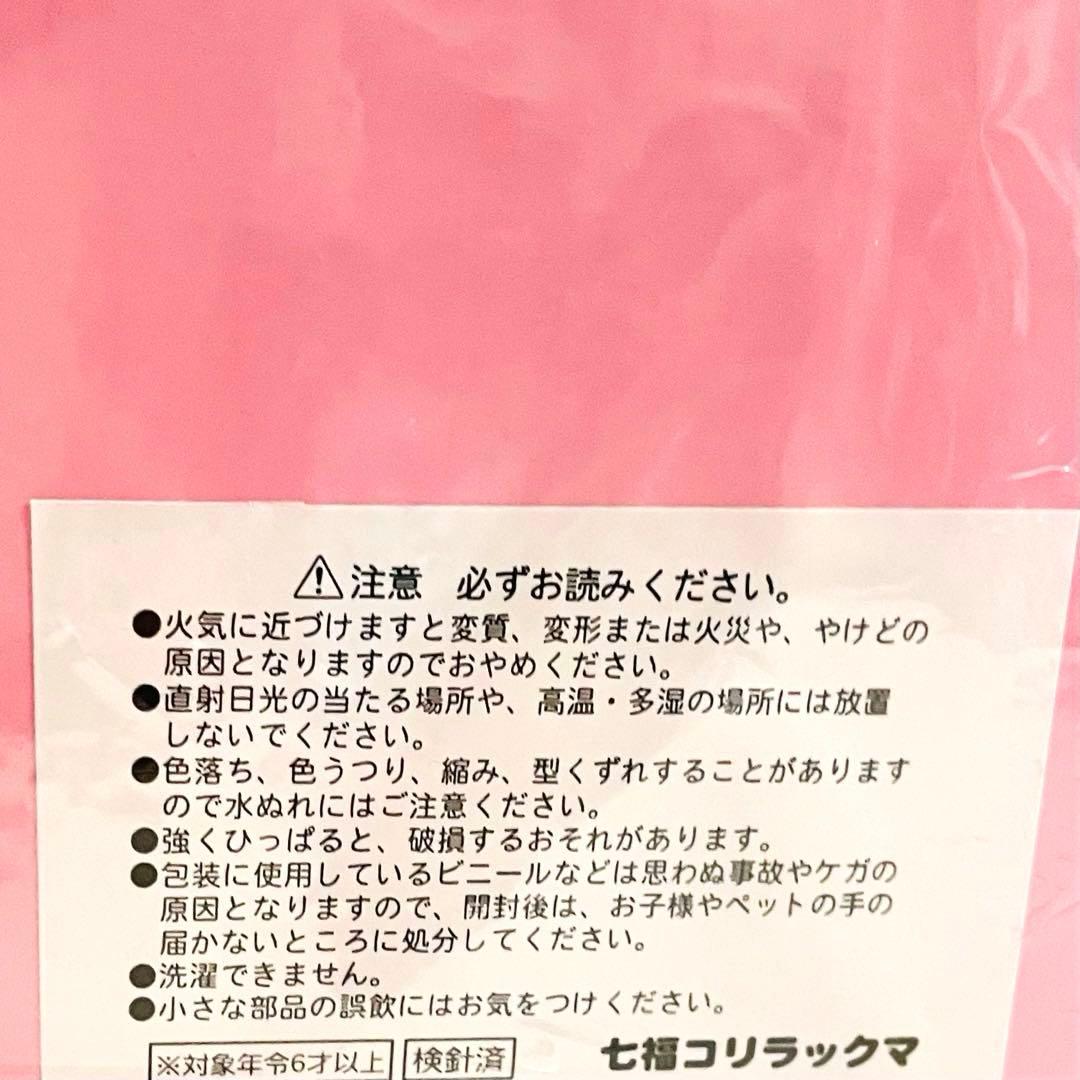 ⚠注意　必ずお読みください。
●火気に近づけますと変質、変形または火災や、やけどの
原因となりますのでおやめください。
●直射日光の当たる場所や、高温・多湿の場所には放置
しないでください。
●色落ち、色うつり、縮み、型くずれすることがあります
ので水ぬれにはご注意ください。
●強くひっぱると、破損するおそれがあります。
●包装に使用しているビニールなどは思わぬ事故やケガの
原因となりますので、開封後は、お子様やペットの手の
届かないところに処分してください。
●洗濯できません。
●小さな部品の誤飲にはお気をつけください。
※対象年令6才以上 検針済 七福コリラックマ